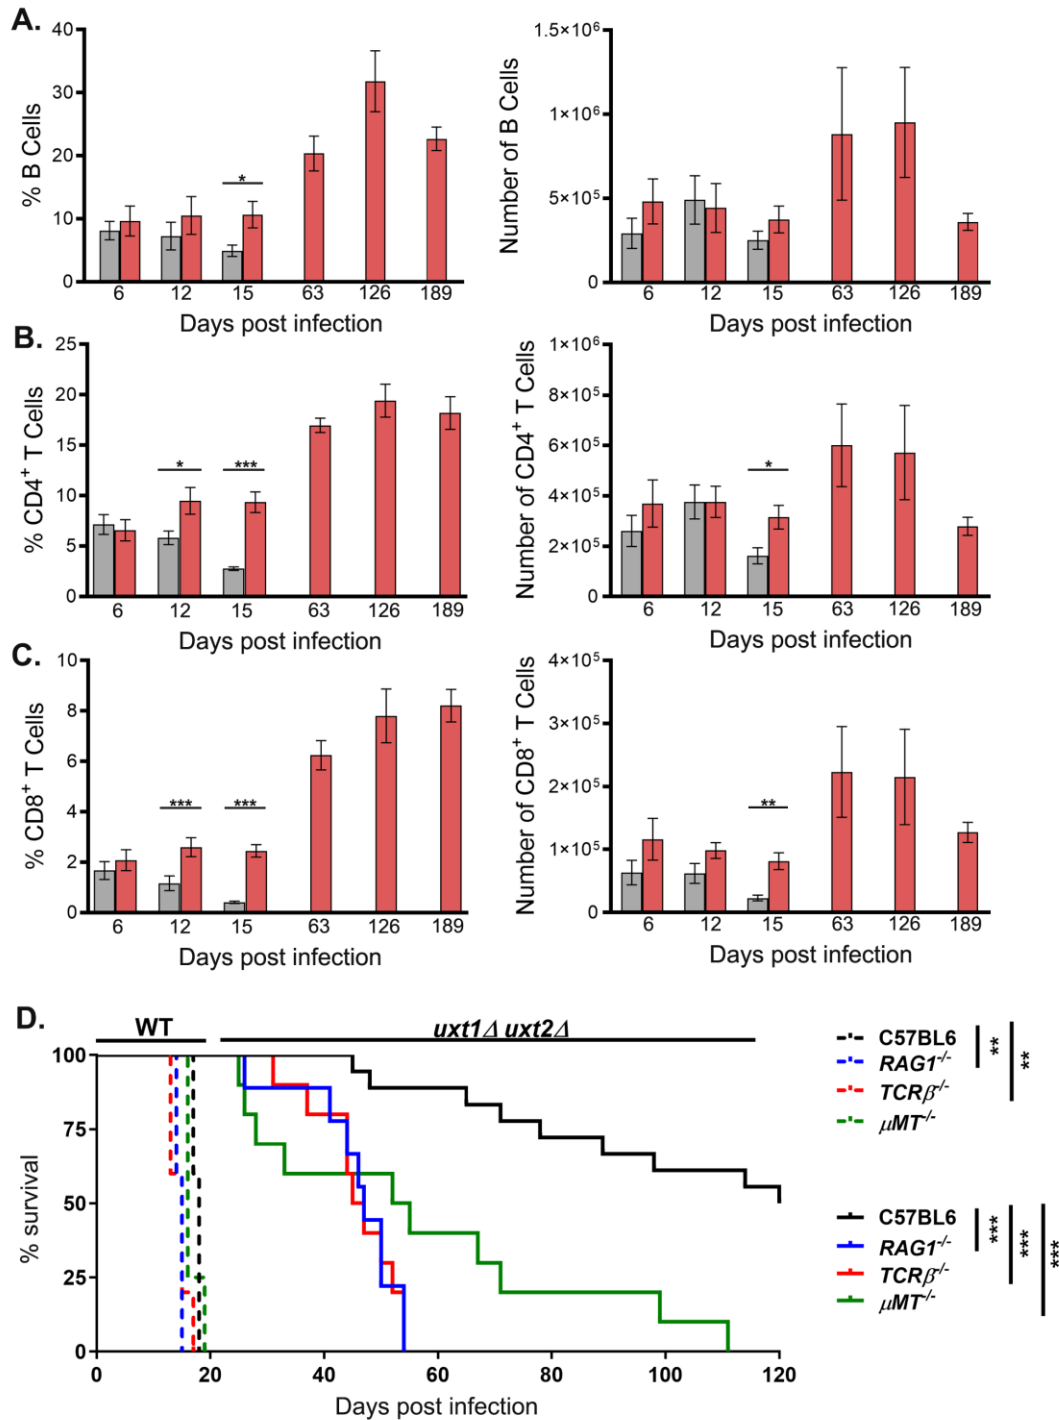 A.
% B Cells
40
30
20
10
0
*
6 12 15 63 126 189
Days post infection
Number of B Cells
1.5×10⁶
1×10⁶
5×10⁵
0
6 12 15 63 126 189
Days post infection
B.
% CD4⁺ T Cells
25
20
15
10
5
0
* ***
6 12 15 63 126 189
Days post infection
Number of CD4⁺ T Cells
1×10⁶
8×10⁵
6×10⁵
4×10⁵
2×10⁵
0
*
6 12 15 63 126 189
Days post infection
C.
% CD8⁺ T Cells
10
8
6
4
2
0
*** ***
6 12 15 63 126 189
Days post infection
Number of CD8⁺ T Cells
4×10⁵
3×10⁵
2×10⁵
1×10⁵
0
**
6 12 15 63 126 189
Days post infection
D.
WT uxt1Δ uxt2Δ
% survival
100
75
50
25
0
0 20 40 60 80 100 120
Days post infection
C57BL6
RAG1⁻/⁻
TCRβ⁻/⁻
μMT⁻/⁻
** **
C57BL6
RAG1⁻/⁻
TCRβ⁻/⁻
μMT⁻/⁻
*** *** ***